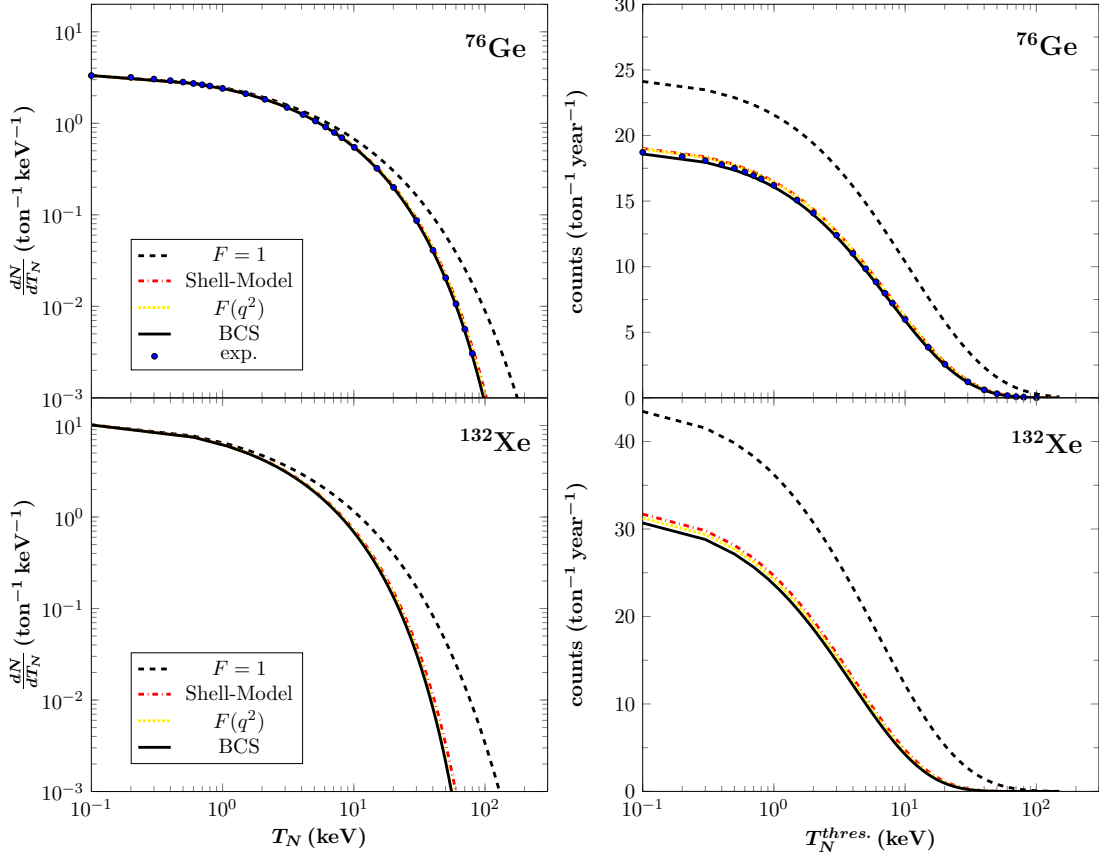 10^1
10^0
10^−1
10^−2
10^−3
dN/dT_N (ton^−1 keV^−1)
^76Ge
F = 1
Shell-Model
F(q^2)
BCS
exp.
30
25
20
15
10
5
0
counts (ton^−1 year^−1)
^76Ge
10^1
10^0
10^−1
10^−2
10^−3
dN/dT_N (ton^−1 keV^−1)
^132Xe
F = 1
Shell-Model
F(q^2)
BCS
10^−1 10^0 10^1 10^2
T_N (keV)
40
30
20
10
0
counts (ton^−1 year^−1)
^132Xe
10^−1 10^0 10^1 10^2
T_N^thres. (keV)